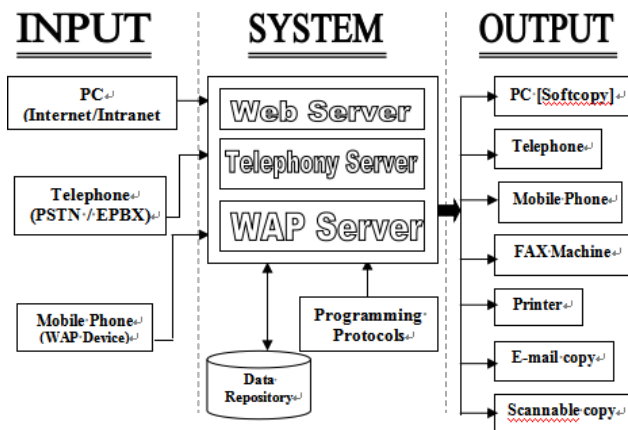 INPUT
SYSTEM
OUTPUT
PC
(Internet/Intranet
Telephone
(PSTN / EPBX)
Mobile Phone
(WAP Device)
Web Server
Telephony Server
WAP Server
Programming
Protocols
Data
Repository
PC [Softcopy]
Telephone
Mobile Phone
FAX Machine
Printer
E-mail copy
Scannable copy